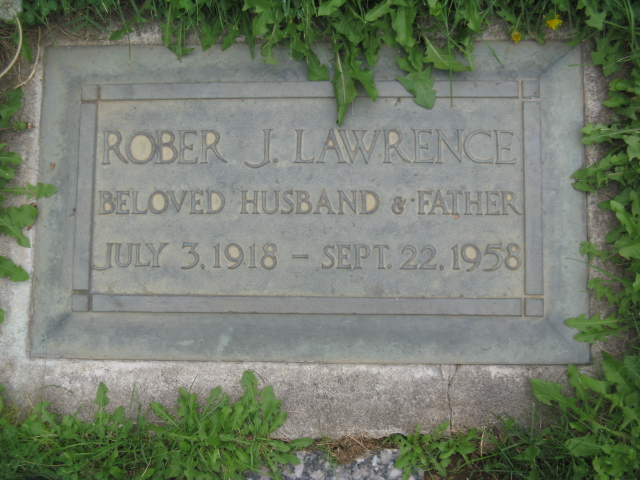 ROBER J. LAWRENCE
BELOVED HUSBAND & FATHER
JULY 3, 1918 – SEPT. 22, 1958